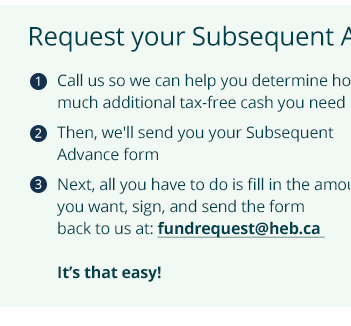 Request your Subsequent
1 Call us so we can help you determine
much additional tax-free cash you need
2 Then, we'll send you your Subsequent
Advance form
3 Next, all you have to do is fill in the
you want, sign, and send the form
back to us at: fundrequest@heb.ca
It's that easy!